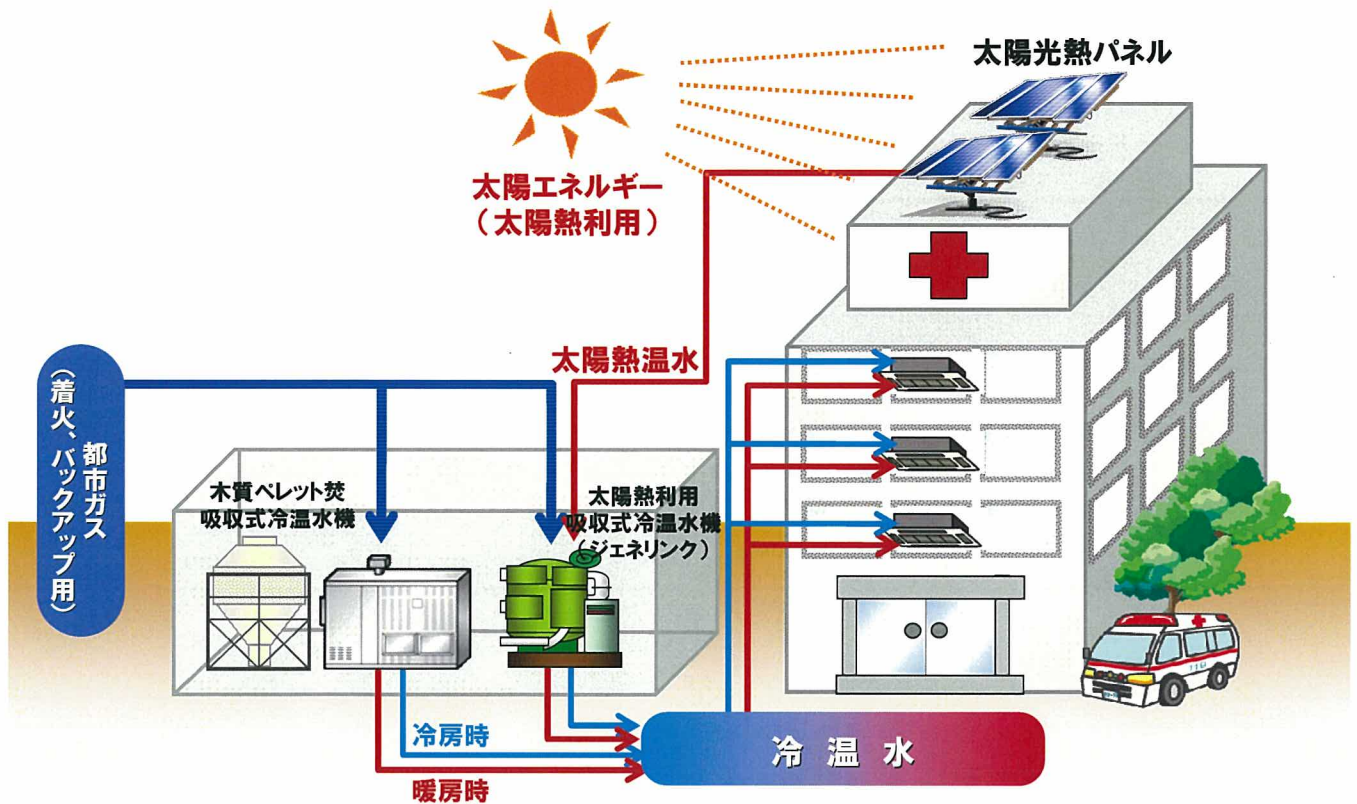 太陽光熱パネル
太陽エネルギー
（太陽熱利用）
太陽熱温水
都市ガス
（着火、バックアップ用）
木質ペレット焚
吸収式冷温水機
太陽熱利用
吸収式冷温水機
（ジェネリンク）
冷房時
暖房時
冷温水